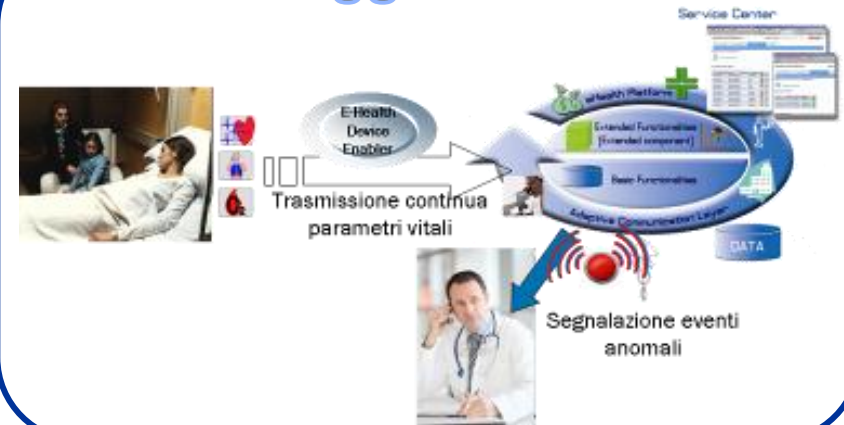 Service Center
E-Health
Device
Enabler
eHealth Platform
Extended Functionalities
(Extended component)
Basic Functionalities
Adaptive Communication Layer
DATA
Trasmissione continua
parametri vitali
Segnalazione eventi
anomali